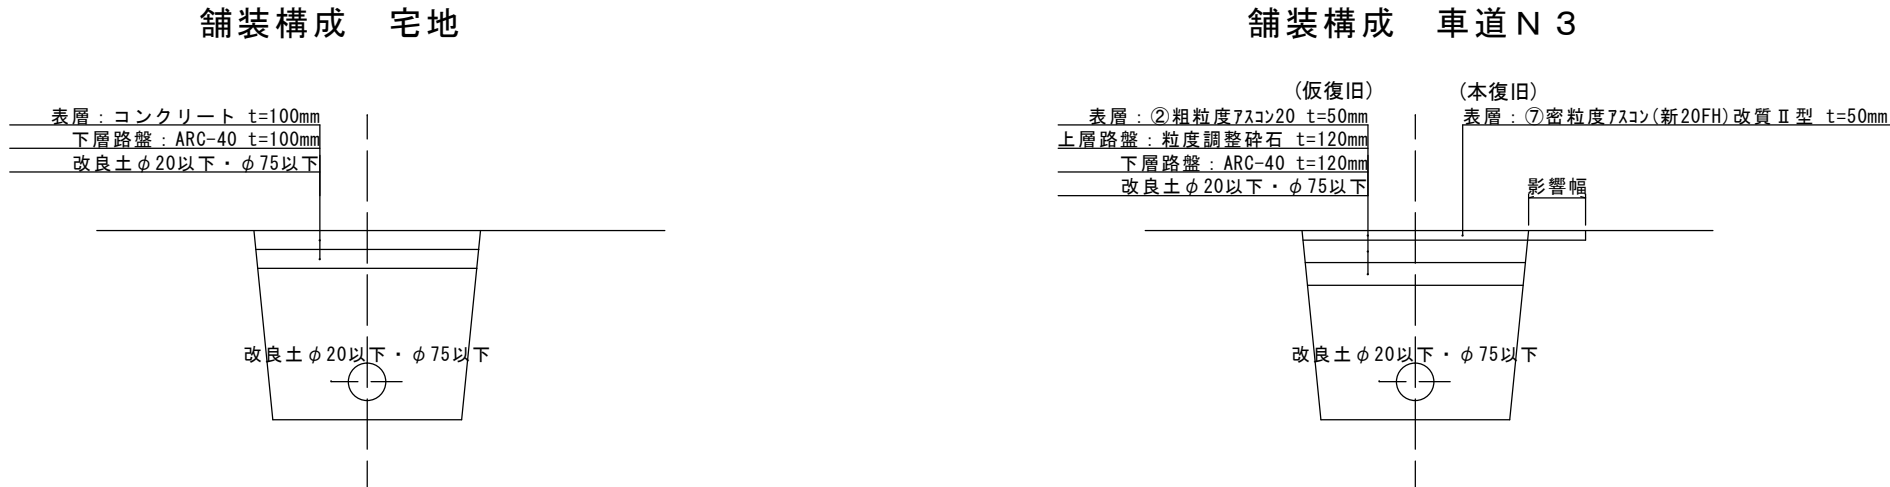 舗装構成　宅地
表層：コンクリート t=100mm
下層路盤：ARC-40 t=100mm
改良土φ20以下・φ75以下
改良土φ20以下・φ75以下
舗装構成　車道Ｎ３
(仮復旧)
表層：②粗粒度ｱｽｺﾝ20 t=50mm
上層路盤：粒度調整砕石 t=120mm
下層路盤：ARC-40 t=120mm
改良土φ20以下・φ75以下
(本復旧)
表層：⑦密粒度ｱｽｺﾝ(新20FH)改質Ⅱ型 t=50mm
影響幅
改良土φ20以下・φ75以下